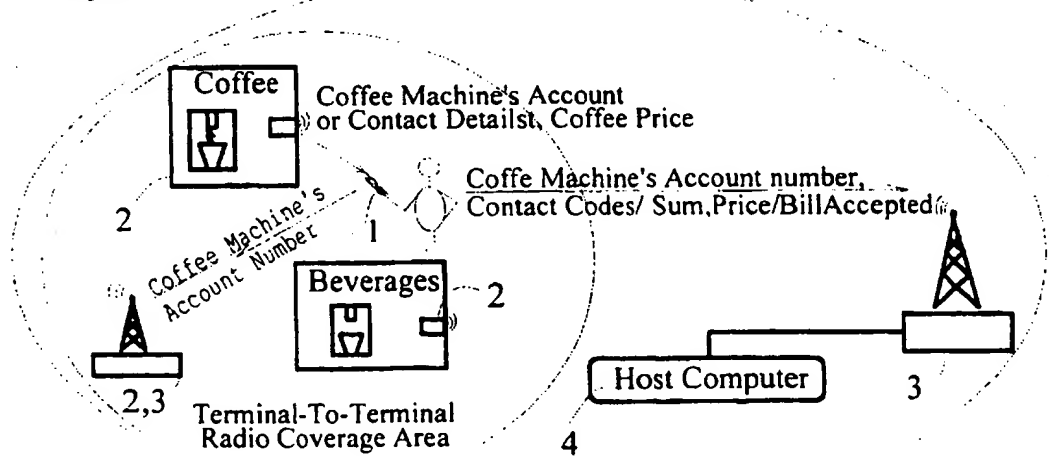 Coffee
Coffee Machine's Account
or Contact Detailst, Coffee Price
Coffe Machine's Account number,
Contact Codes/ Sum,Price/BillAccepted
2
1
Coffee Machine's
Account Number
Beverages
2
2,3
Terminal-To-Terminal
Radio Coverage Area
Host Computer
3
4